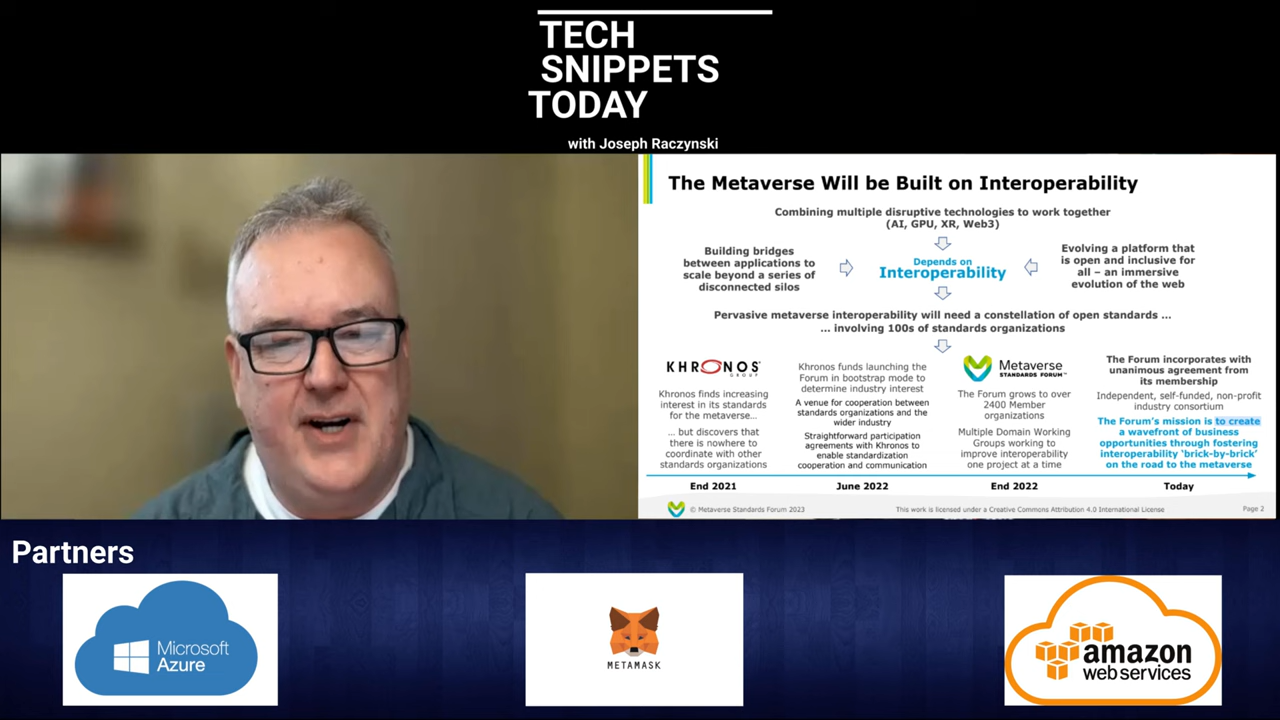 TECH
SNIPPETS
TODAY
with Joseph Raczynski
The Metaverse Will be Built on Interoperability
Combining multiple disruptive technologies to work together
(AI, GPU, XR, Web3)
Building bridges
between applications to
scale beyond a series of
disconnected silos
Depends on
Interoperability
Evolving a platform that
is open and inclusive for
all – an immersive
evolution of the web
Pervasive metaverse interoperability will need a constellation of open standards ...
... involving 100s of standards organizations
KHRONOS
GROUP
Khronos finds increasing
interest in its standards
for the metaverse...
... but discovers that
there is nowhere to
coordinate with other
standards organizations
Khronos funds launching the
Forum in bootstrap mode to
determine industry interest
A venue for cooperation between
standards organizations and the
wider industry
Straightforward participation
agreements with Khronos to
enable standardization
cooperation and communication
Metaverse
STANDARDS FORUM™
The Forum grows to over
2400 Member
organizations
Multiple Domain Working
Groups working to
improve interoperability
one project at a time
The Forum incorporates with
unanimous agreement from
its membership
Independent, self-funded, non-profit
industry consortium
The Forum's mission is to create
a wavefront of business
opportunities through fostering
interoperability 'brick-by-brick'
on the road to the metaverse
End 2021
June 2022
End 2022
Today
© Metaverse Standards Forum 2023
This work is licensed under a Creative Commons Attribution 4.0 International License
Page 2
Partners
Microsoft
Azure
METAMASK
amazon
web services